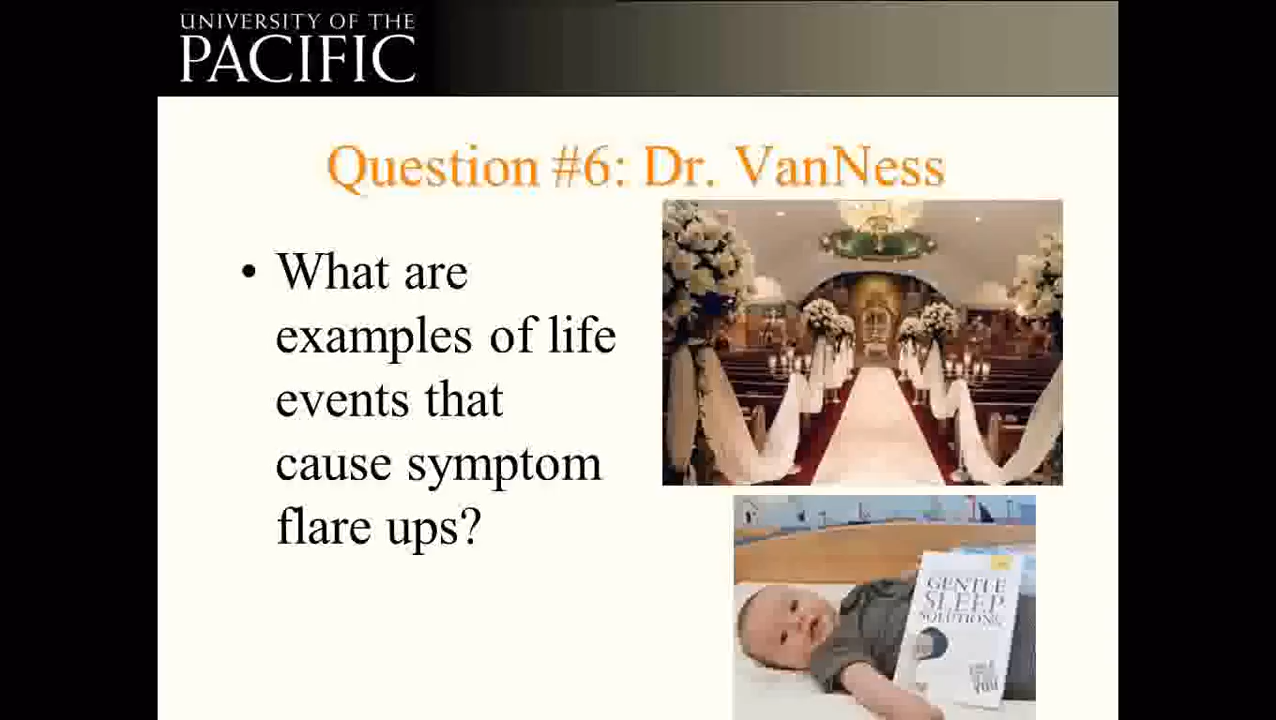 UNIVERSITY OF THE
PACIFIC
Question #6: Dr. VanNess
• What are
examples of life
events that
cause symptom
flare ups?
GENTLE
SLEEP
SOLUTIONS
YOU